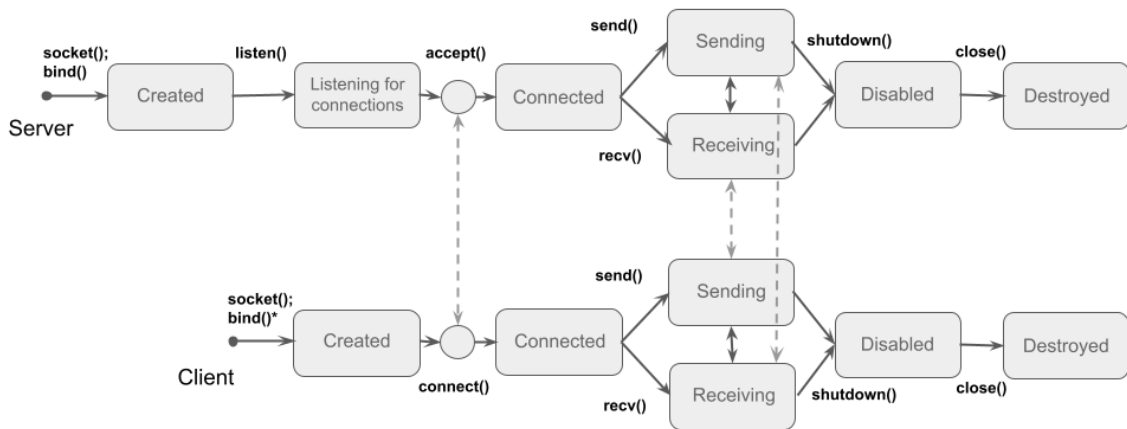 socket();
bind()
listen()
accept()
send()
shutdown()
close()
Created
Listening for
connections
Connected
Sending
Receiving
recv()
Disabled
Destroyed
Server
socket();
bind()*
send()
Created
Connected
Sending
Receiving
Disabled
Destroyed
Client
connect()
recv()
shutdown()
close()